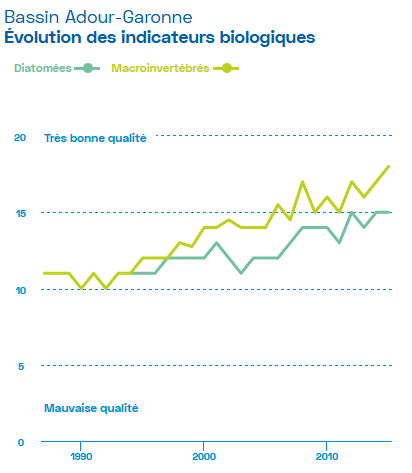 Bassin Adour-Garonne
Évolution des indicateurs biologiques
Diatomées Macroinvertébrés
20 Très bonne qualité
15
10
5
Mauvaise qualité
0
1990 2000 2010